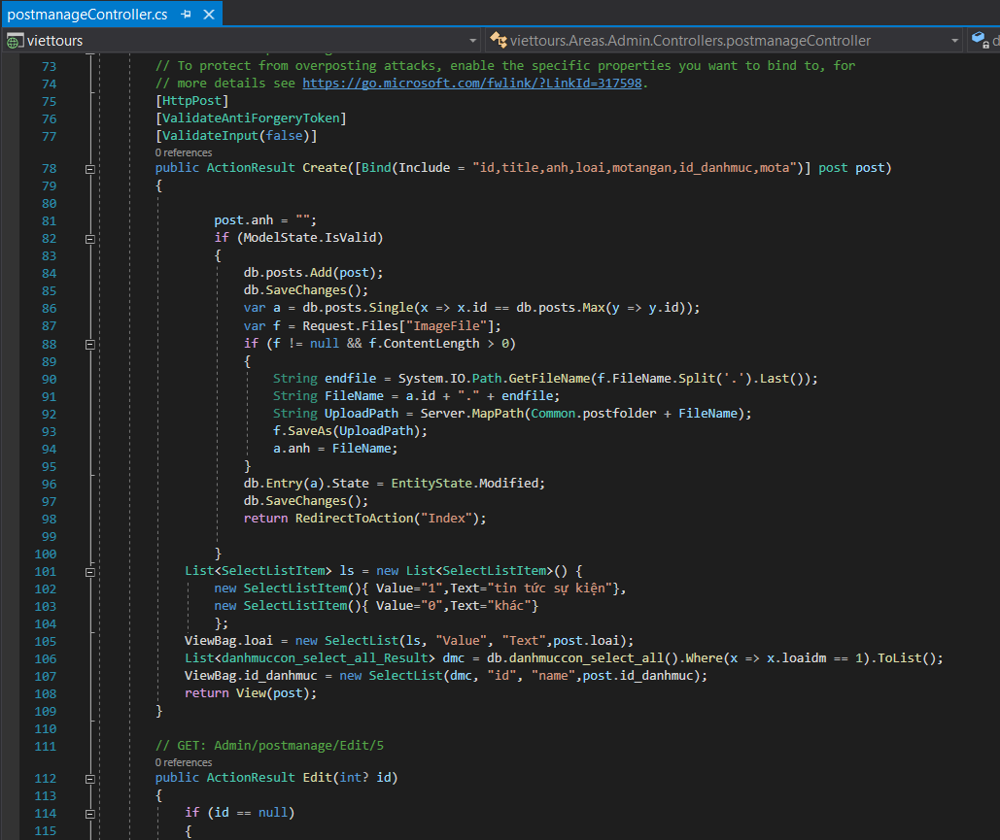 postmanageController.cs
viettours
viettours.Areas.Admin.Controllers.postmanageController
73 // To protect from overposting attacks, enable the specific properties you want to bind to, for
74 // more details see https://go.microsoft.com/fwlink/?LinkId=317598.
75 [HttpPost]
76 [ValidateAntiForgeryToken]
77 [ValidateInput(false)]
0 references
78 public ActionResult Create([Bind(Include = "id,title,anh,loai,motangan,id_danhmuc,mota")] post post)
79 {
80
81 post.anh = "";
82 if (ModelState.IsValid)
83 {
84 db.posts.Add(post);
85 db.SaveChanges();
86 var a = db.posts.Single(x => x.id == db.posts.Max(y => y.id));
87 var f = Request.Files["ImageFile"];
88 if (f != null && f.ContentLength > 0)
89 {
90 String endfile = System.IO.Path.GetFileName(f.FileName.Split('.').Last());
91 String FileName = a.id + "." + endfile;
92 String UploadPath = Server.MapPath(Common.postfolder + FileName);
93 f.SaveAs(UploadPath);
94 a.anh = FileName;
95 }
96 db.Entry(a).State = EntityState.Modified;
97 db.SaveChanges();
98 return RedirectToAction("Index");
99
100 }
101 List<SelectListItem> ls = new List<SelectListItem>() {
102 new SelectListItem(){ Value="1",Text="tin tức sự kiện"},
103 new SelectListItem(){ Value="0",Text="khác"}
104 };
105 ViewBag.loai = new SelectList(ls, "Value", "Text",post.loai);
106 List<danhmuccon_select_all_Result> dmc = db.danhmuccon_select_all().Where(x => x.loaidm == 1).ToList();
107 ViewBag.id_danhmuc = new SelectList(dmc, "id", "name",post.id_danhmuc);
108 return View(post);
109 }
110
111 // GET: Admin/postmanage/Edit/5
0 references
112 public ActionResult Edit(int? id)
113 {
114 if (id == null)
115 {